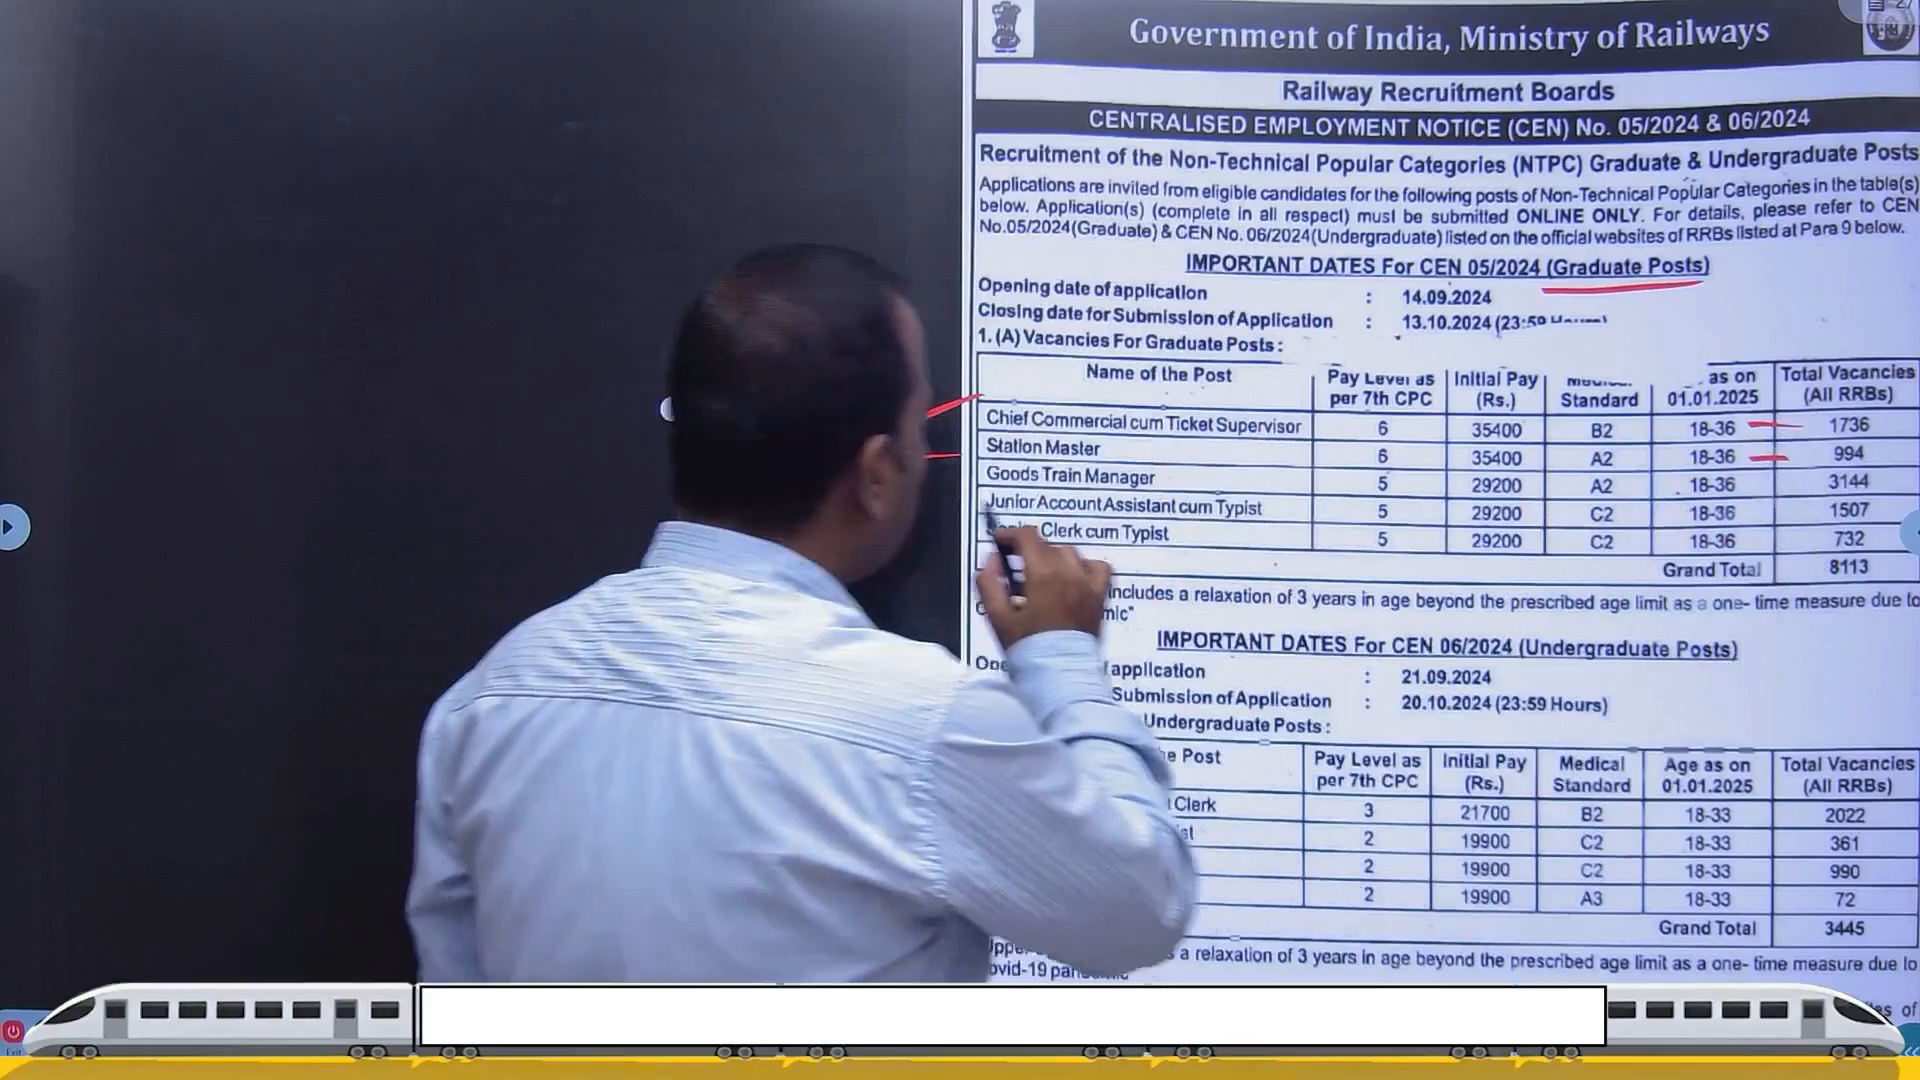 Government of India, Ministry of Railways
Railway Recruitment Boards
CENTRALISED EMPLOYMENT NOTICE (CEN) No. 05/2024 & 06/2024
Recruitment of the Non-Technical Popular Categories (NTPC) Graduate & Undergraduate Posts
Applications are invited from eligible candidates for the following posts of Non-Technical Popular Categories in the table(s)
below. Application(s) (complete in all respect) must be submitted ONLINE ONLY. For details, please refer to CEN
No.05/2024(Graduate) & CEN No. 06/2024(Undergraduate) listed on the official websites of RRBs listed at Para 9 below.
IMPORTANT DATES For CEN 05/2024 (Graduate Posts)
Opening date of application : 14.09.2024
Closing date for Submission of Application : 13.10.2024 (23:59
1. (A) Vacancies For Graduate Posts :
Name of the Post Pay Level as per 7th CPC Initial Pay (Rs.) Standard as on 01.01.2025 Total Vacancies (All RRBs)
Chief Commercial cum Ticket Supervisor 6 35400 B2 18-36 1736
Station Master 6 35400 A2 18-36 994
Goods Train Manager 5 29200 A2 18-36 3144
Junior Account Assistant cum Typist 5 29200 C2 18-36 1507
Clerk cum Typist 5 29200 C2 18-36 732
Grand Total 8113
includes a relaxation of 3 years in age beyond the prescribed age limit as a one- time measure due to
mic"
IMPORTANT DATES For CEN 06/2024 (Undergraduate Posts)
application : 21.09.2024
Submission of Application : 20.10.2024 (23:59 Hours)
Undergraduate Posts :
e Post Pay Level as per 7th CPC Initial Pay (Rs.) Medical Standard Age as on 01.01.2025 Total Vacancies (All RRBs)
Clerk 3 21700 B2 18-33 2022
ist 2 19900 C2 18-33 361
2 19900 C2 18-33 990
2 19900 A3 18-33 72
Grand Total 3445
a relaxation of 3 years in age beyond the prescribed age limit as a one- time measure due to
ovid-19
of
Exit